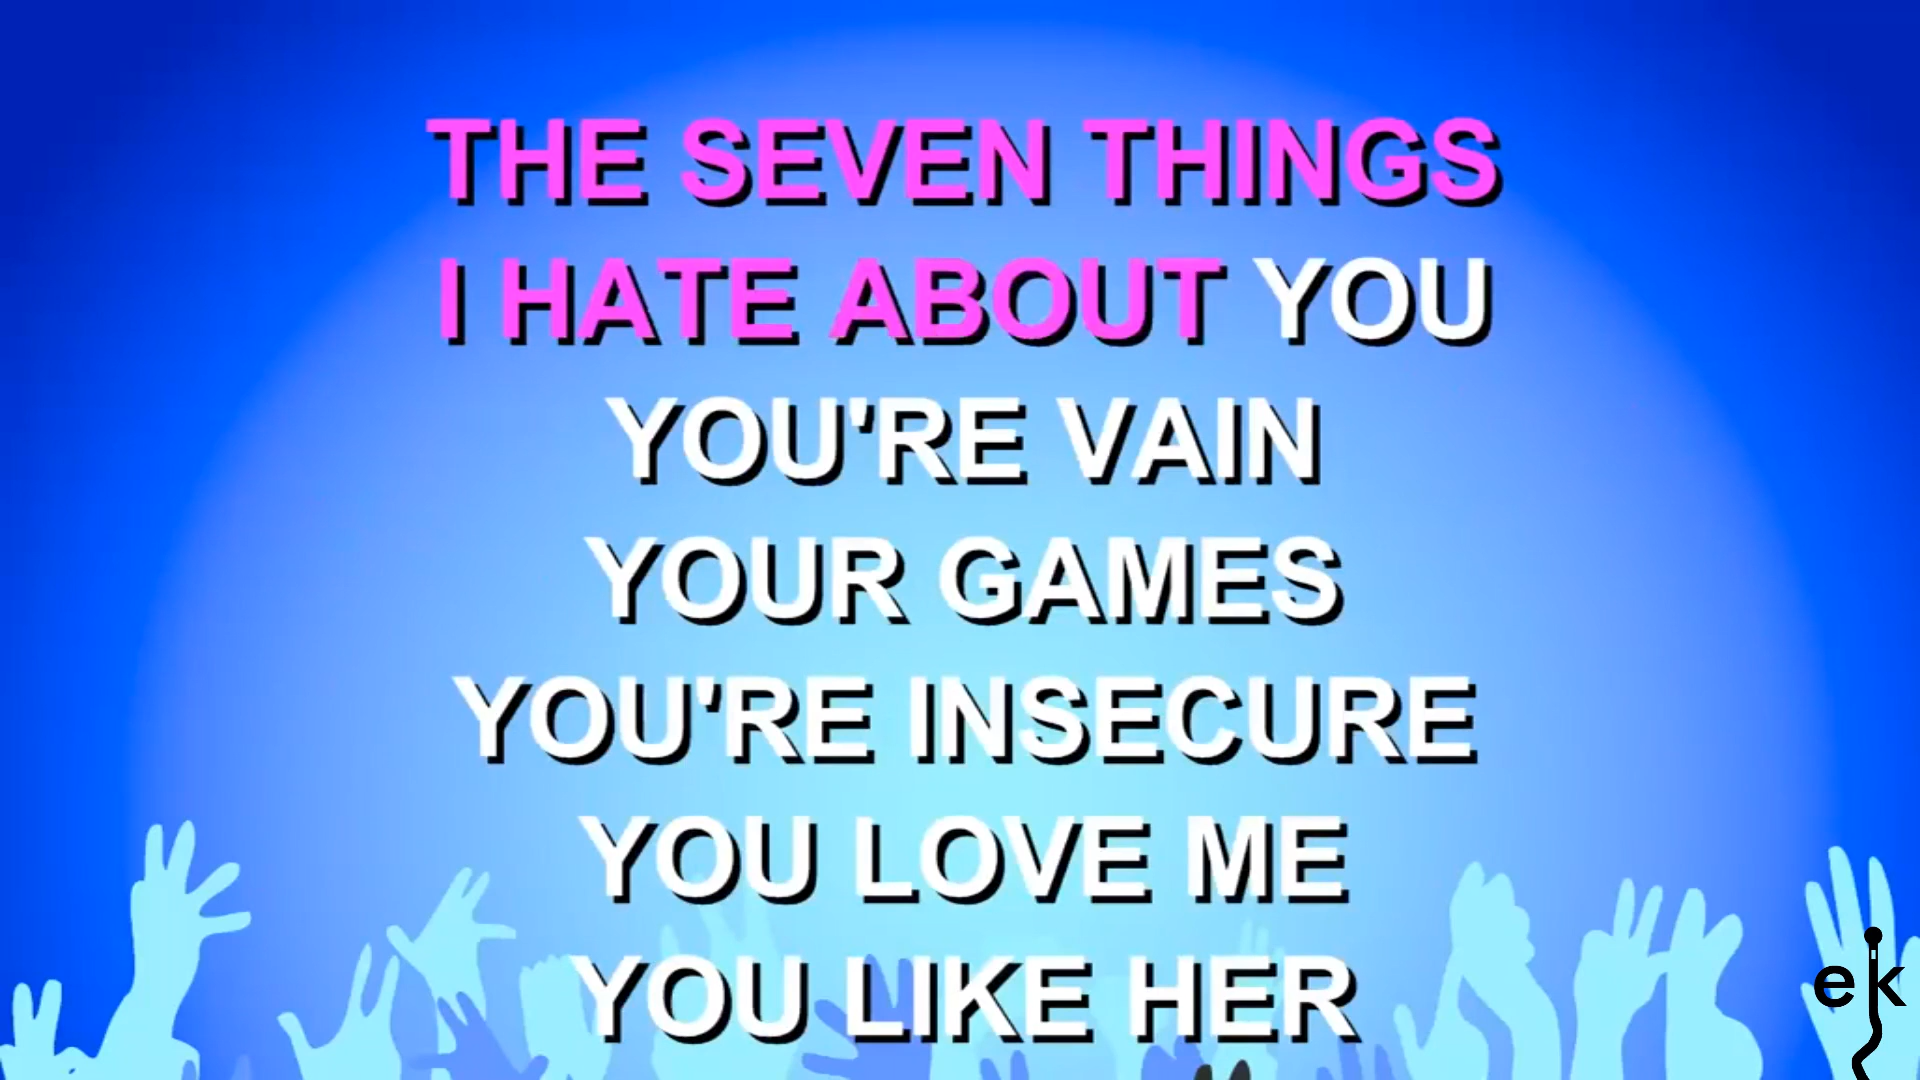 THE SEVEN THINGS
I HATE ABOUT YOU
YOU'RE VAIN
YOUR GAMES
YOU'RE INSECURE
YOU LOVE ME
YOU LIKE HER
ek